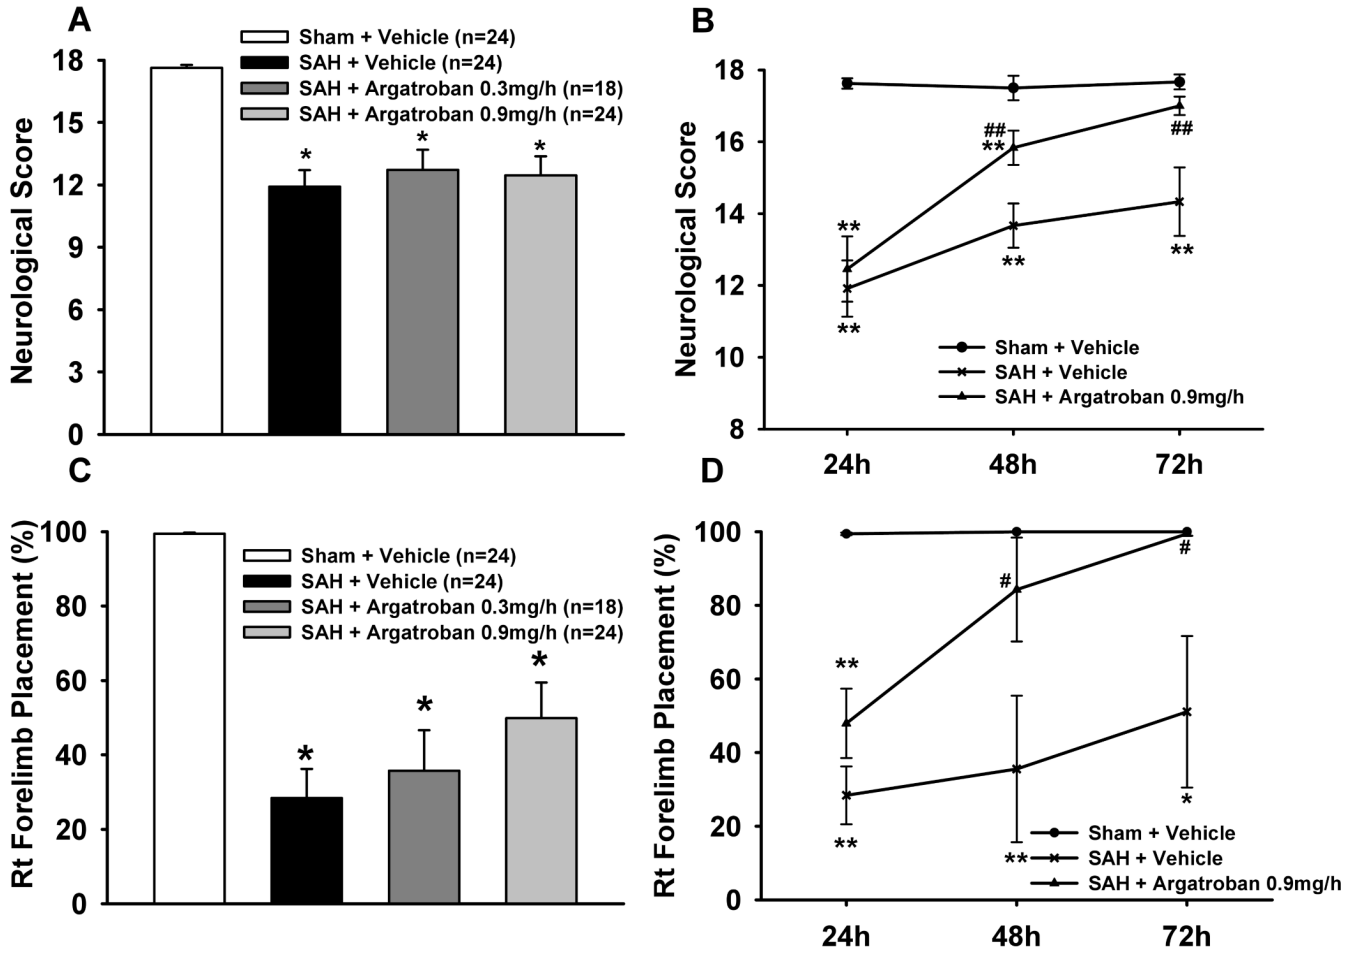 A
Sham + Vehicle (n=24)
SAH + Vehicle (n=24)
SAH + Argatroban 0.3mg/h (n=18)
SAH + Argatroban 0.9mg/h (n=24)
Neurological Score
18
15
12
9
6
3
0
*
*
*
B
Neurological Score
18
16
14
12
10
8
**
**
##
**
**
##
**
Sham + Vehicle
SAH + Vehicle
SAH + Argatroban 0.9mg/h
24h
48h
72h
C
Rt Forelimb Placement (%)
100
80
60
40
20
0
Sham + Vehicle (n=24)
SAH + Vehicle (n=24)
SAH + Argatroban 0.3mg/h (n=18)
SAH + Argatroban 0.9mg/h (n=24)
*
*
*
D
Rt Forelimb Placement (%)
100
80
60
40
20
0
**
**
#
**
#
*
Sham + Vehicle
SAH + Vehicle
SAH + Argatroban 0.9mg/h
24h
48h
72h